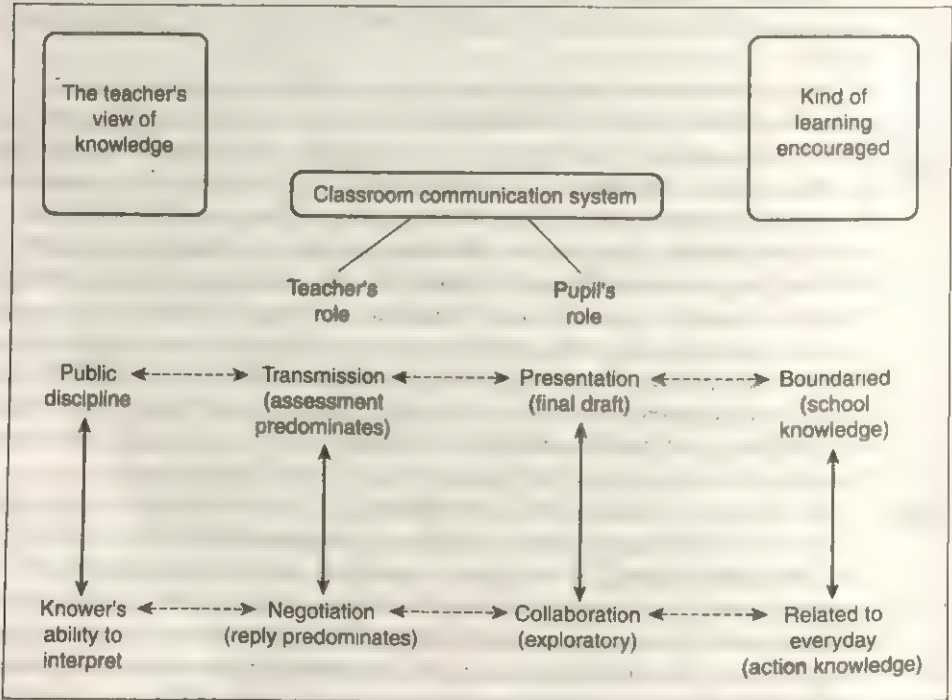 The teacher's
view of
knowledge
Kind of
learning
encouraged
Classroom communication system
Teacher's
role
Pupil's
role
Public
discipline
Transmission
(assessment
predominates)
Presentation
(final draft)
Boundaried
(school
knowledge)
Knower's
ability to
interpret
Negotiation
(reply predominates)
Collaboration
(exploratory)
Related to
everyday
(action knowledge)